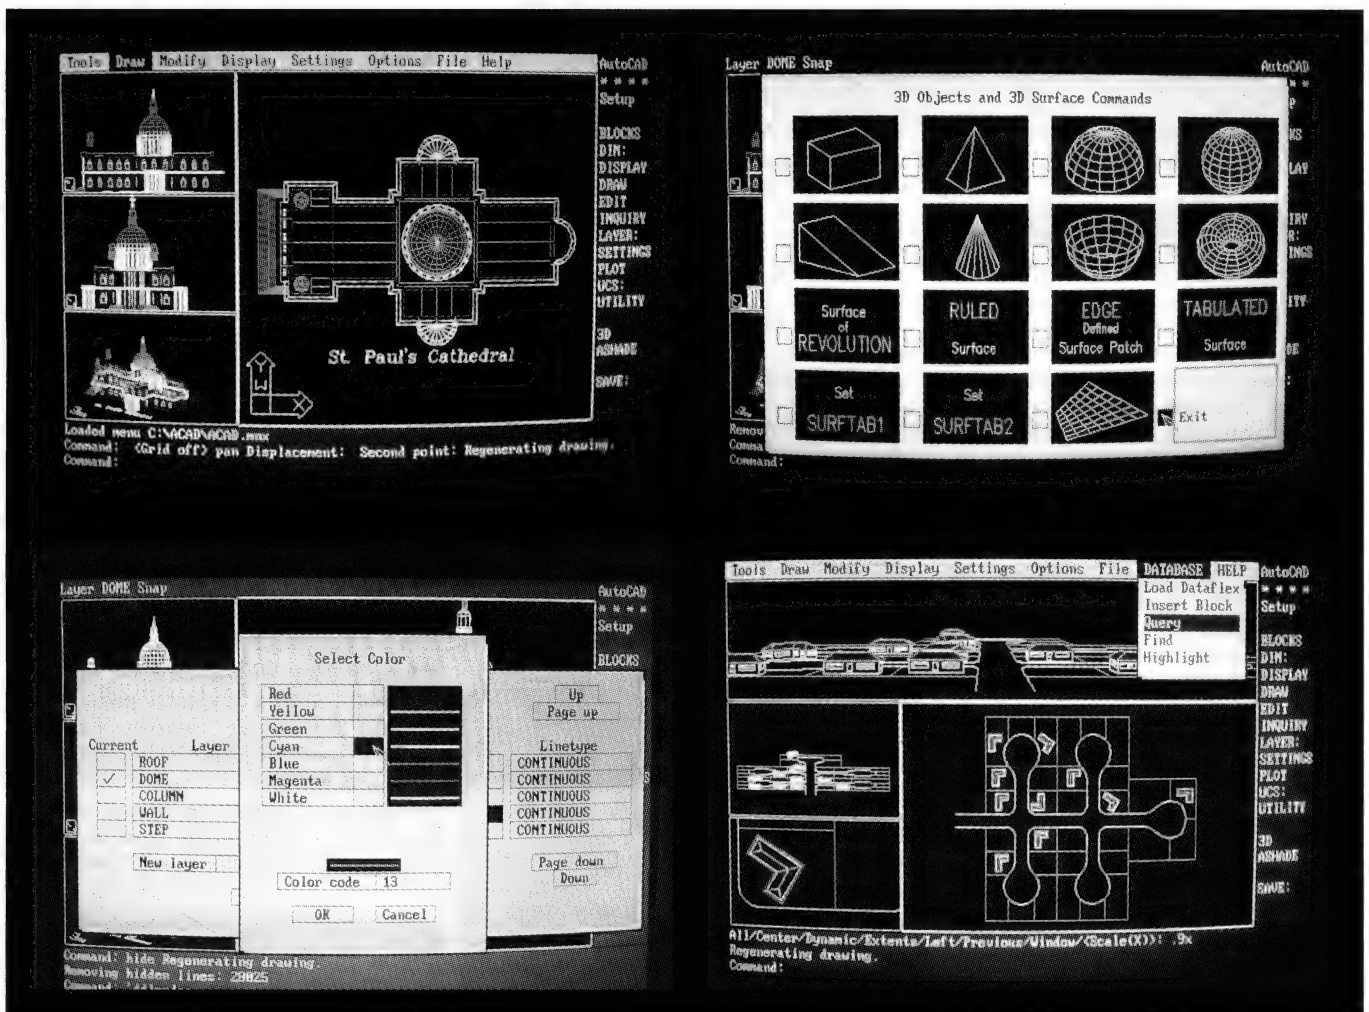 Tools Draw Modify Display Settings Options File Help
AutoCAD
* * * *
Setup
BLOCKS
DIM:
DISPLAY
DRAW
EDIT
INQUIRY
LAYER:
SETTINGS
PLOT
UCS:
UTILITY
3D
ASHADE
SAVE:
St. Paul's Cathedral
Y
W
X
Loaded menu C:\ACAD\ACAD.mnx
Command: <Grid off> pan Displacement: Second point: Regenerating drawing.
Command:
Layer DOME Snap
AutoCAD
3D Objects and 3D Surface Commands
Surface
of
REVOLUTION
RULED
Surface
EDGE
Defined
Surface Patch
TABULATED
Surface
Set
SURFTAB1
Set
SURFTAB2
Exit
Remov
Comma
Command:
Layer DOME Snap
AutoCAD
* * * *
Setup
BLOCKS
Select Color
Red
Yellow
Green
Cyan
Blue
Magenta
White
Color code 13
OK Cancel
Up
Page up
Current Layer
ROOF
DOME
COLUMN
WALL
STEP
New layer
Linetype
CONTINUOUS
CONTINUOUS
CONTINUOUS
CONTINUOUS
CONTINUOUS
Page down
Down
Command: hide Regenerating drawing.
Removing hidden lines: 28025
Tools Draw Modify Display Settings Options File DATABASE HELP
Load Dataflex
Insert Block
Query
Find
Highlight
AutoCAD
* * * *
Setup
BLOCKS
DIM:
DISPLAY
DRAW
EDIT
INQUIRY
LAYER:
SETTINGS
PLOT
UCS:
UTILITY
3D
ASHADE
SAVE:
All/Center/Dynamic/Extents/Left/Previous/Window/<Scale(X)>: .9x
Regenerating drawing.
Command: